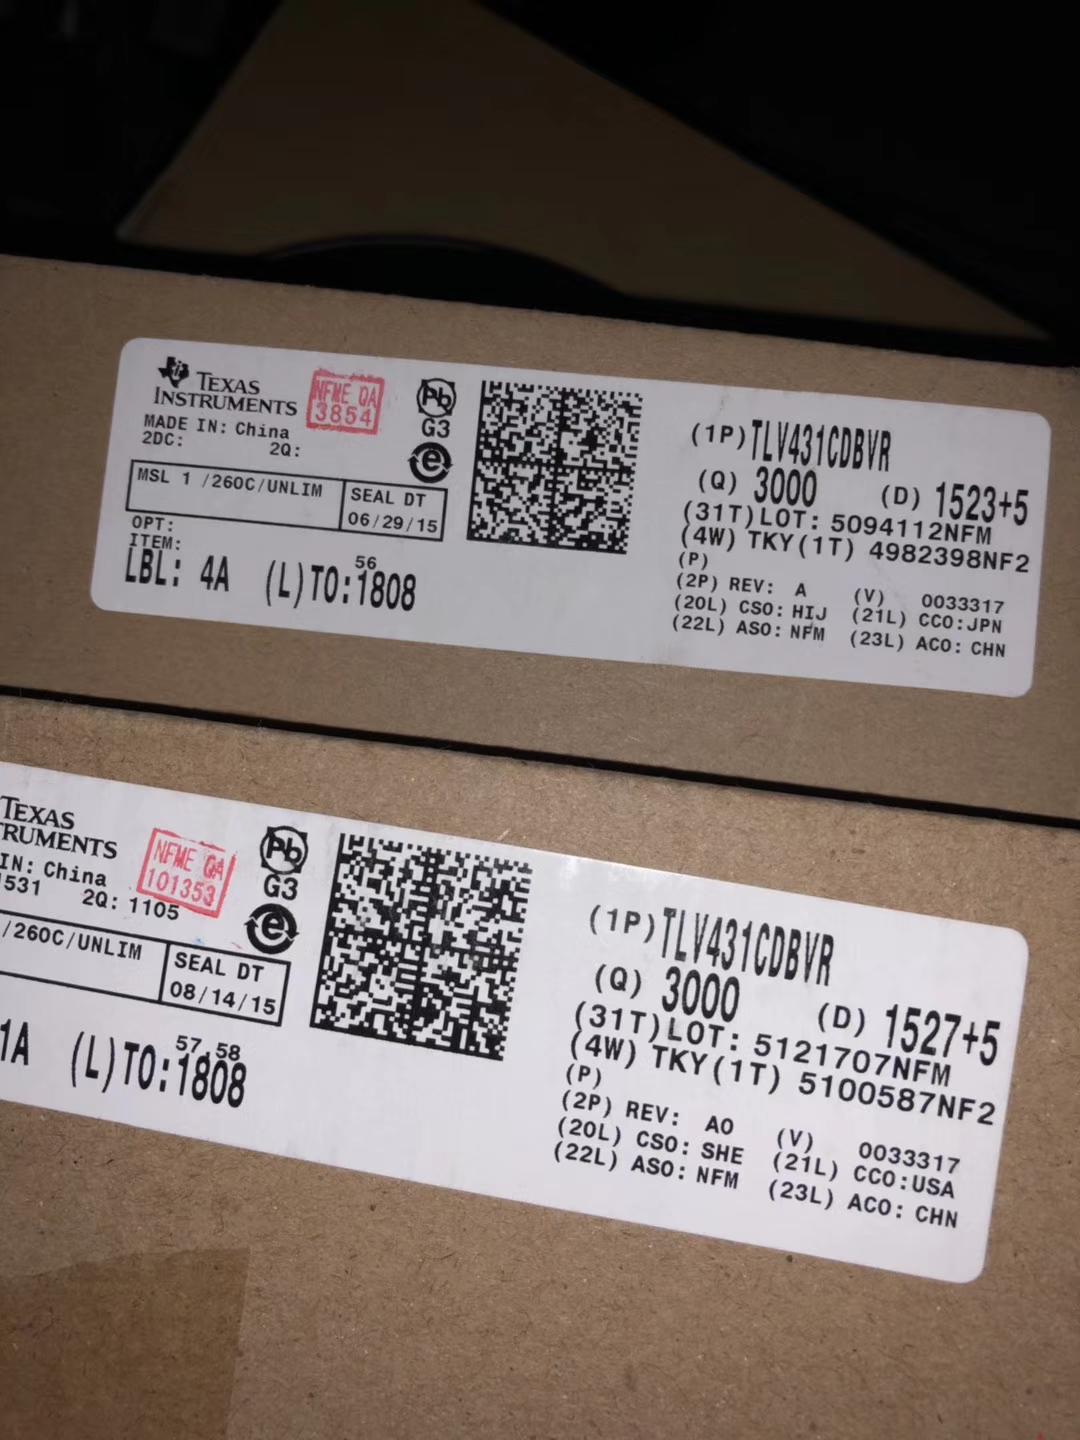 TEXAS
INSTRUMENTS
NFME QA
3854
Pb
G3
e
MADE IN: China
2DC: 2Q:
MSL 1 /260C/UNLIM
SEAL DT
06/29/15
OPT:
ITEM:
56
LBL: 4A (L)TO:1808
(1P)TLV431CDBVR
(Q) 3000 (D) 1523+5
(31T)LOT: 5094112NFM
(4W) TKY(1T) 4982398NF2
(P)
(2P) REV: A (V) 0033317
(20L) CSO: HIJ (21L) CCO:JPN
(22L) ASO: NFM (23L) ACO: CHN
TEXAS
TRUMENTS
NFME QA
101353
Pb
G3
e
IN: China
1531 2Q: 1105
/260C/UNLIM
SEAL DT
08/14/15
57, 58
1A (L)TO:1808
(1P)TLV431CDBVR
(Q) 3000 (D) 1527+5
(31T)LOT: 5121707NFM
(4W) TKY(1T) 5100587NF2
(P)
(2P) REV: A0 (V) 0033317
(20L) CSO: SHE (21L) CCO:USA
(22L) ASO: NFM (23L) ACO: CHN